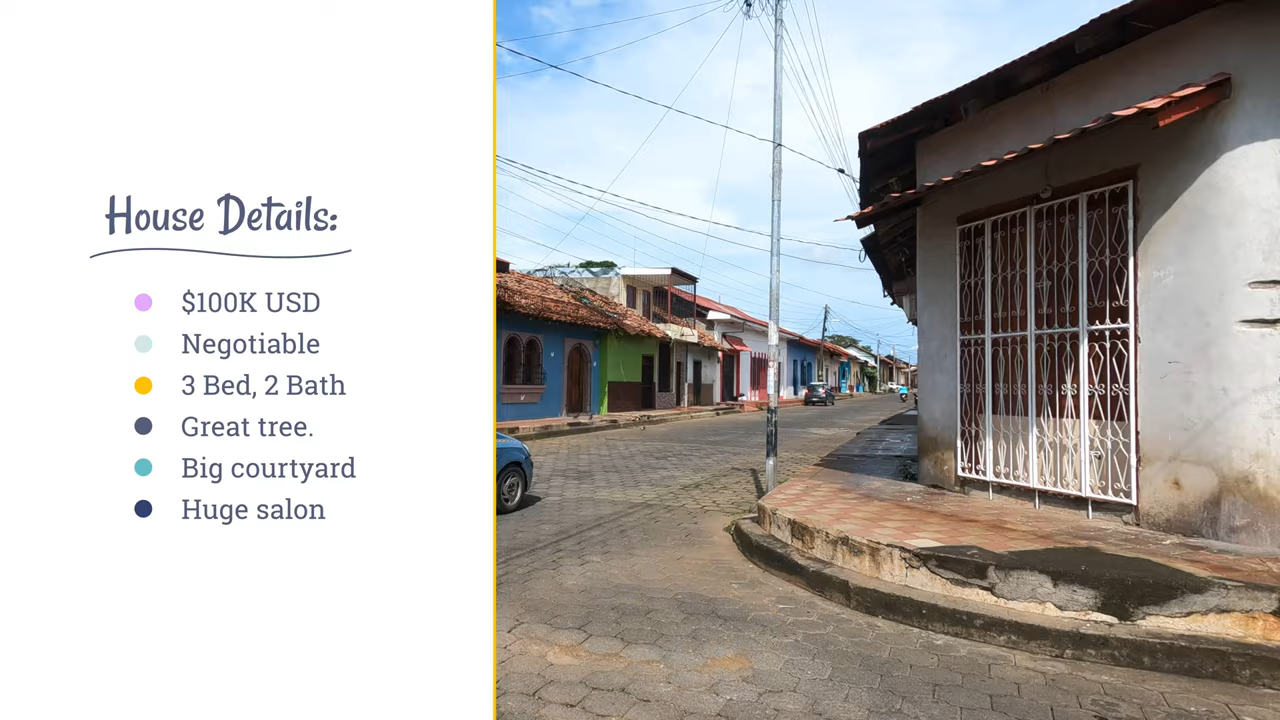 House Details:
$100K USD
Negotiable
3 Bed, 2 Bath
Great tree.
Big courtyard
Huge salon